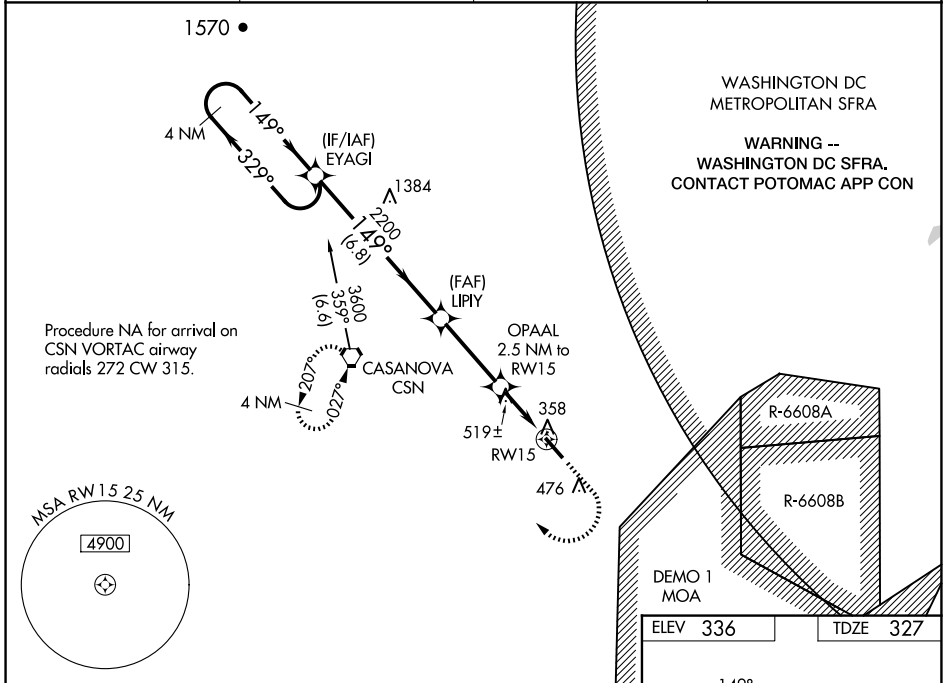 1570
WASHINGTON DC
METROPOLITAN SFRA
WARNING --
WASHINGTON DC SFRA.
CONTACT POTOMAC APP CON
4 NM
149°
329°
(IF/IAF)
EYAGI
1384
2200
149°
(6.8)
(FAF)
LIPIY
3600
359°
(6.6)
Procedure NA for arrival on
CSN VORTAC airway
radials 272 CW 315.
OPAAL
2.5 NM to
RW15
CASANOVA
CSN
207°
027°
4 NM
358
519±
RW15
476
R-6608A
R-6608B
MSA RW15 25 NM
4900
DEMO 1
MOA
ELEV 336
TDZE 327
149°